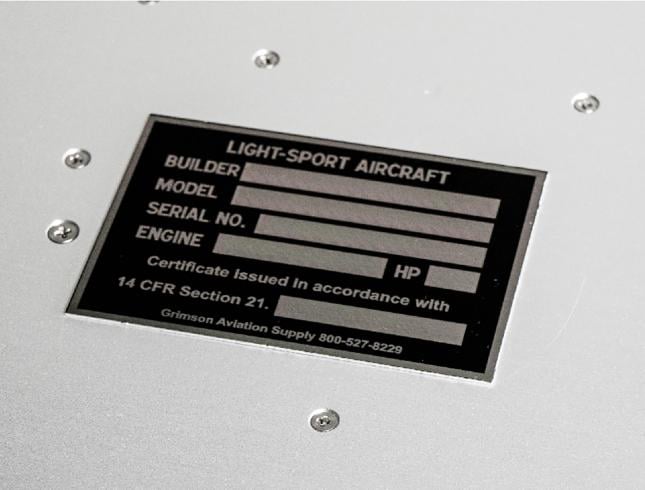 LIGHT-SPORT AIRCRAFT
BUILDER
MODEL
SERIAL NO.
ENGINE HP
Certificate Issued In accordance with
14 CFR Section 21.
Grimson Aviation Supply 800-527-8229